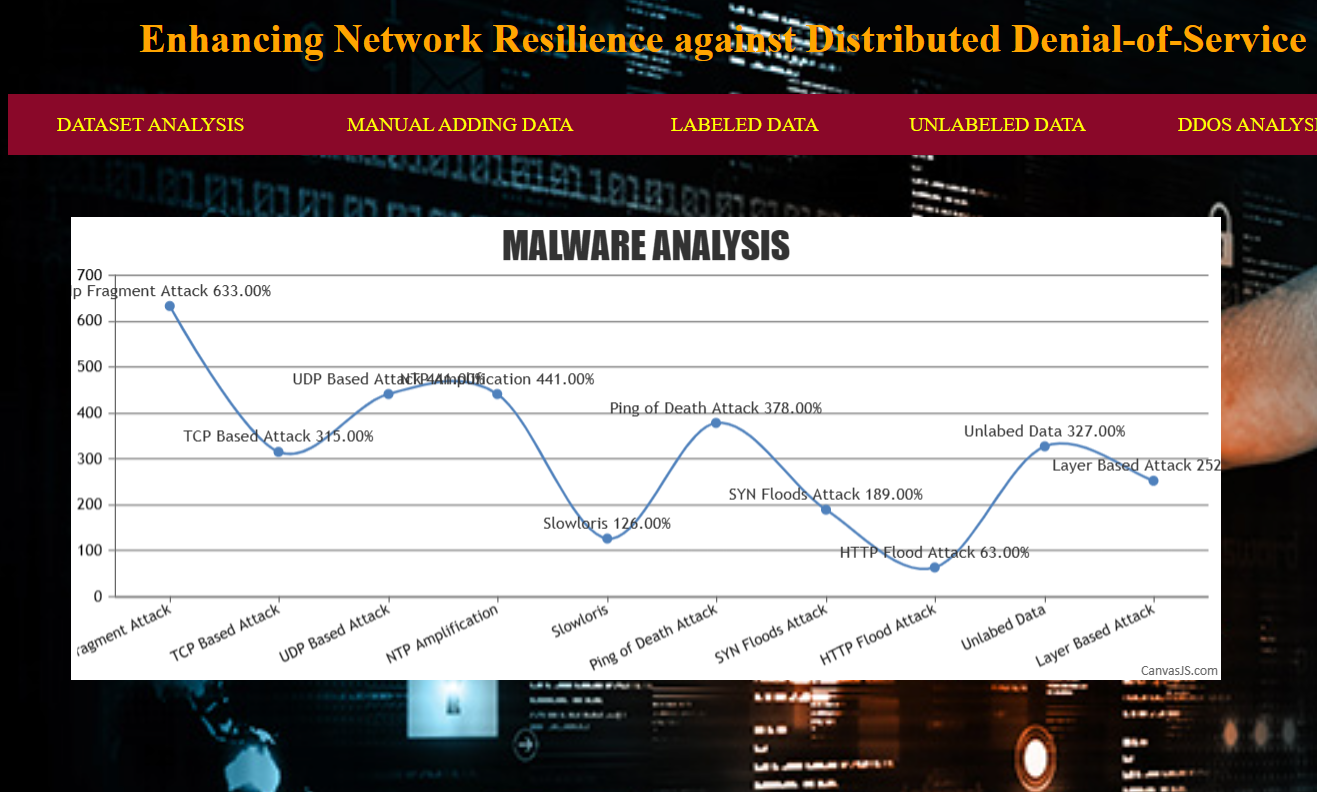 Enhancing Network Resilience against Distributed Denial-of-Service
DATASET ANALYSIS MANUAL ADDING DATA LABELED DATA UNLABELED DATA DDOS ANALYSI
MALWARE ANALYSIS
700
p Fragment Attack 633.00%
600
500
UDP Based Attack 441.00% NTP Amplification 441.00%
400
Ping of Death Attack 378.00%
TCP Based Attack 315.00%
Unlabed Data 327.00%
300
Layer Based Attack 252
200
SYN Floods Attack 189.00%
Slowloris 126.00%
100
HTTP Flood Attack 63.00%
0
ragment Attack
TCP Based Attack
UDP Based Attack
NTP Amplification
Slowloris
Ping of Death Attack
SYN Floods Attack
HTTP Flood Attack
Unlabed Data
Layer Based Attack
CanvasJS.com